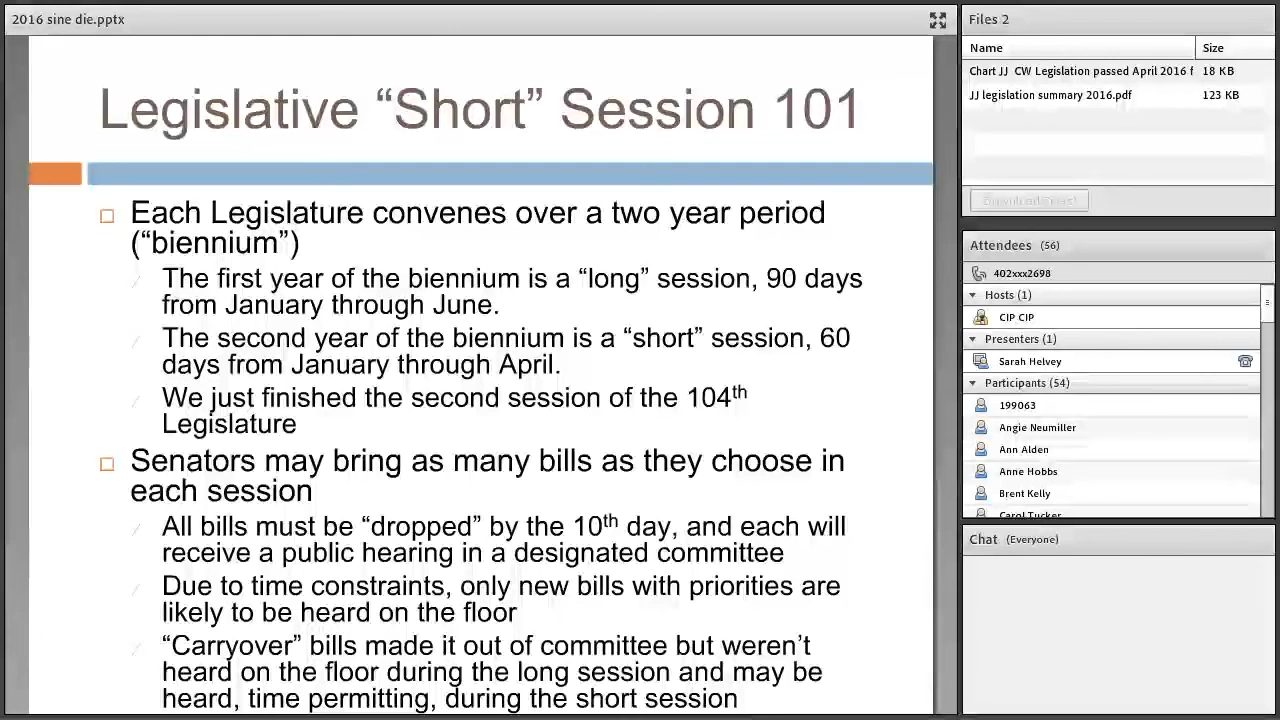 2016 sine die.pptx
Legislative “Short” Session 101
Each Legislature convenes over a two year period
(“biennium”)
The first year of the biennium is a “long” session, 90 days
from January through June.
The second year of the biennium is a “short” session, 60
days from January through April.
We just finished the second session of the 104th
Legislature
Senators may bring as many bills as they choose in
each session
All bills must be “dropped” by the 10th day, and each will
receive a public hearing in a designated committee
Due to time constraints, only new bills with priorities are
likely to be heard on the floor
“Carryover” bills made it out of committee but weren’t
heard on the floor during the long session and may be
heard, time permitting, during the short session
Files 2
Name Size
Chart JJ CW Legislation passed April 2016 f 18 KB
JJ legislation summary 2016.pdf 123 KB
Attendees (56)
402xxx2698
Hosts (1)
CIP CIP
Presenters (1)
Sarah Helvey
Participants (54)
199063
Angie Neumiller
Ann Alden
Anne Hobbs
Brent Kelly
Carol Tucker
Chat (Everyone)